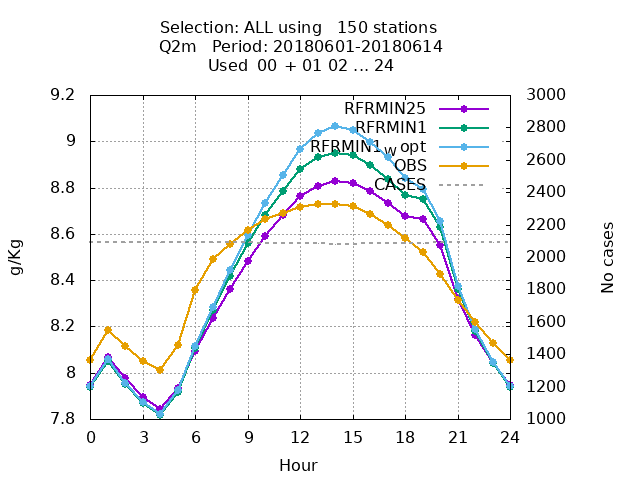 Selection: ALL using   150 stations
Q2m   Period: 20180601-20180614
Used  00 + 01 02 ... 24
RFRMIN25
RFRMIN1
RFRMIN1w opt
OBS
CASES
9.2
9
8.8
8.6
8.4
8.2
8
7.8
3000
2800
2600
2400
2200
2000
1800
1600
1400
1200
1000
g/Kg
No cases
0 3 6 9 12 15 18 21 24
Hour